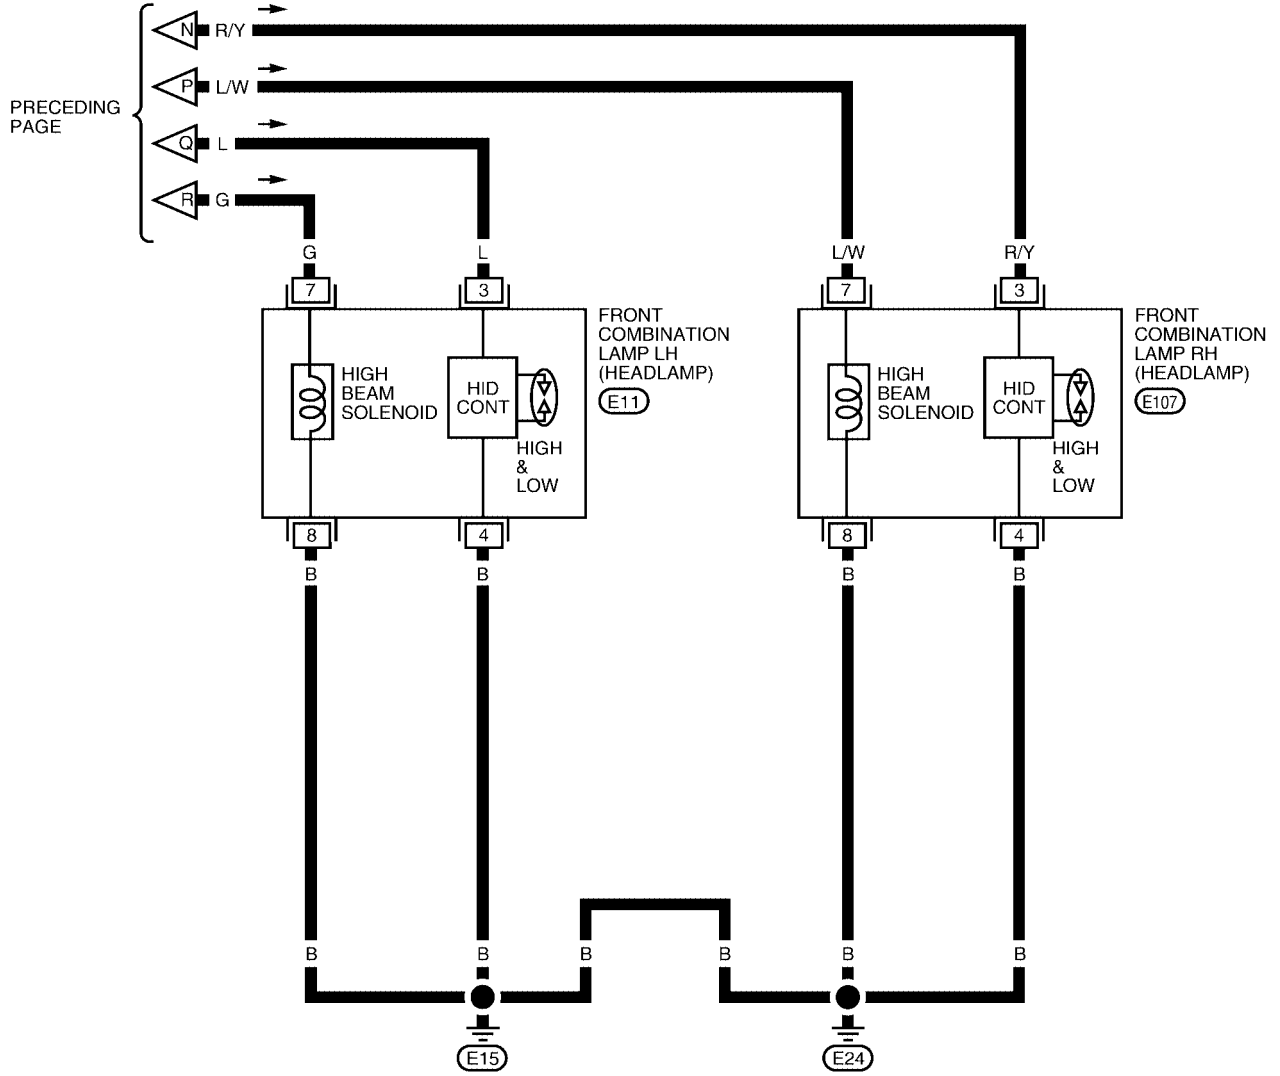 N R/Y
P L/W
PRECEDING
PAGE
Q L
R G
G L L/W R/Y
7 3 7 3
FRONT
COMBINATION
LAMP LH
(HEADLAMP)
E11
HIGH
BEAM
SOLENOID
HID
CONT
HIGH
&
LOW
FRONT
COMBINATION
LAMP RH
(HEADLAMP)
E107
HIGH
BEAM
SOLENOID
HID
CONT
HIGH
&
LOW
8 4 8 4
B B B B
B B B B B B
E15 E24